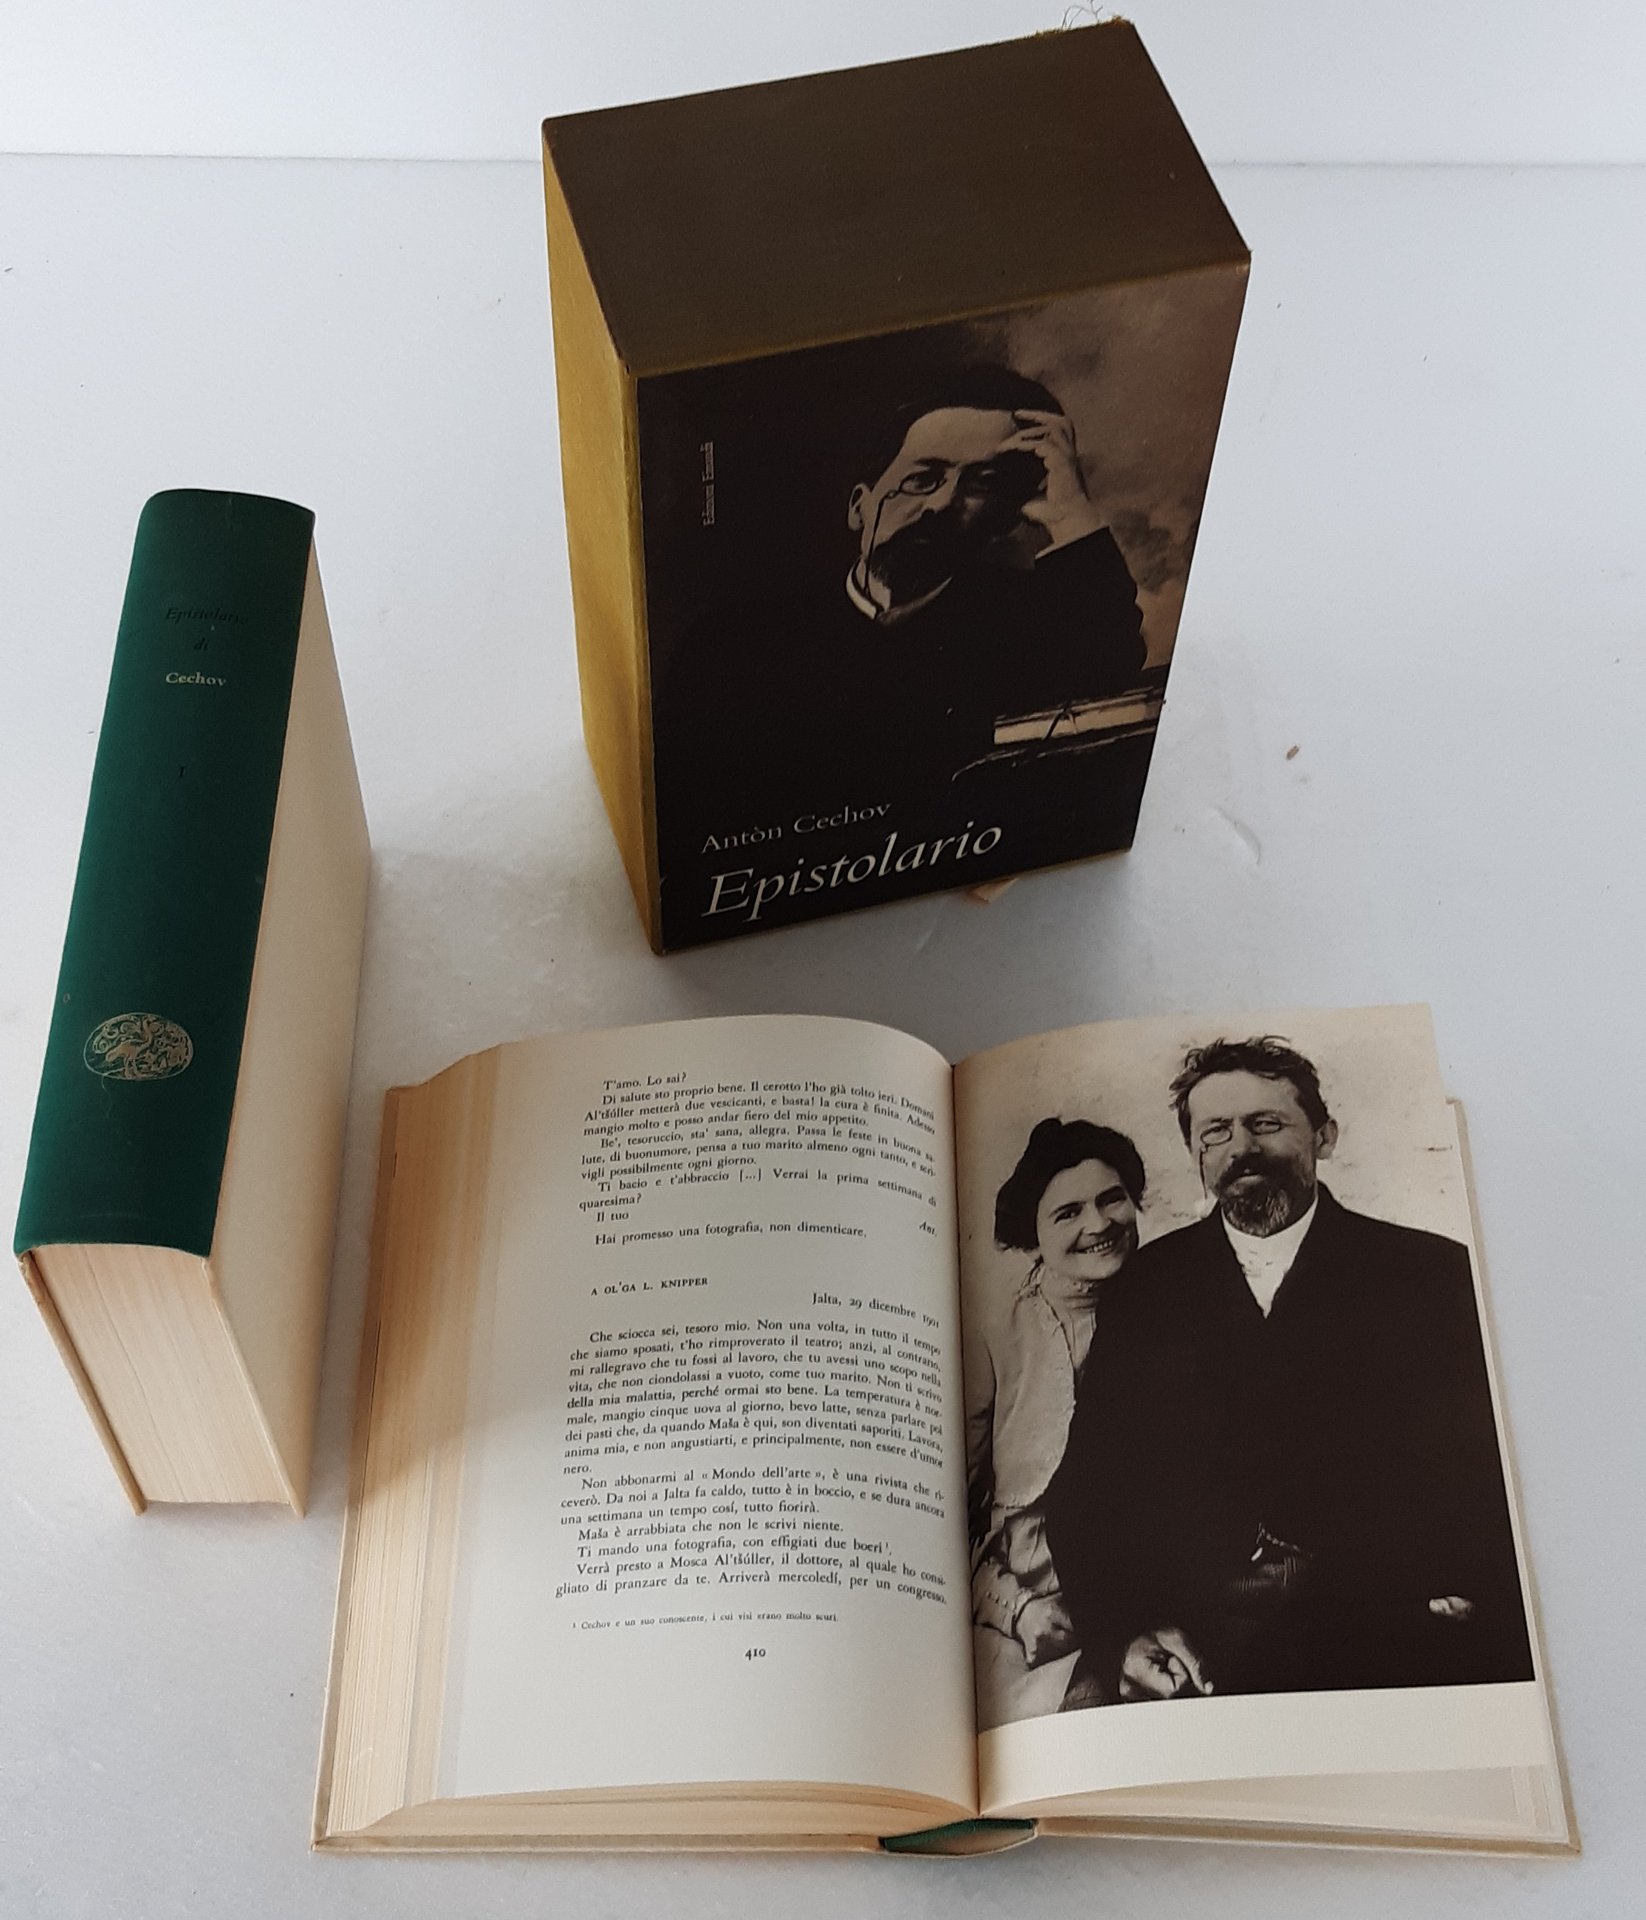 Edizioni Einaudi
Antòn Cechov
Epistolario
Epistolario
di
Cechov
I
T'amo. Lo sai?
Di salute sto proprio bene. Il cerotto l'ho già tolto ieri. Domani
Al'tšúller metterà due vescicanti, e basta! la cura è finita. Adesso
mangio molto e posso andar fiero del mio appetito.
Be', tesoruccio, sta' sana, allegra. Passa le feste in buona sa-
lute, di buonumore, pensa a tuo marito almeno ogni tanto, e scri-
vigli possibilmente ogni giorno.
Ti bacio e t'abbraccio [...] Verrai la prima settimana di
quaresima?
Il tuo
Ant.
Hai promesso una fotografia, non dimenticare.
A OL'GA L. KNIPPER
Jalta, 29 dicembre 1901
Che sciocca sei, tesoro mio. Non una volta, in tutto il tempo
che siamo sposati, t'ho rimproverato il teatro; anzi, al contrario,
mi rallegravo che tu fossi al lavoro, che tu avessi uno scopo nella
vita, che non ciondolassi a vuoto, come tuo marito. Non ti scrivo
della mia malattia, perché ormai sto bene. La temperatura è nor-
male, mangio cinque uova al giorno, bevo latte, senza parlare poi
dei pasti che, da quando Maša è qui, son diventati saporiti. Lavora,
anima mia, e non angustiarti, e principalmente, non essere d'umor
nero.
Non abbonarmi al « Mondo dell'arte », è una rivista che ri-
ceverò. Da noi a Jalta fa caldo, tutto è in boccio, e se dura ancora
una settimana un tempo cosí, tutto fiorirà.
Maša è arrabbiata che non le scrivi niente.
Ti mando una fotografia, con effigiati due boeri¹.
Verrà presto a Mosca Al'tšúller, il dottore, al quale ho consi-
gliato di pranzare da te. Arriverà mercoledí, per un congresso.
¹ Cechov e un suo conoscente, i cui visi erano molto scuri.
410